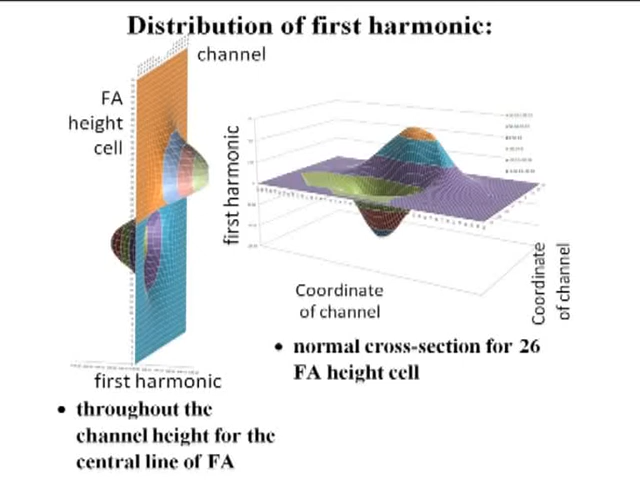 Distribution of first harmonic:
channel
FA
height
cell
first harmonic
• throughout the
channel height for the
central line of FA
first harmonic
Coordinate
of channel
Coordinate
of channel
• normal cross-section for 26
FA height cell